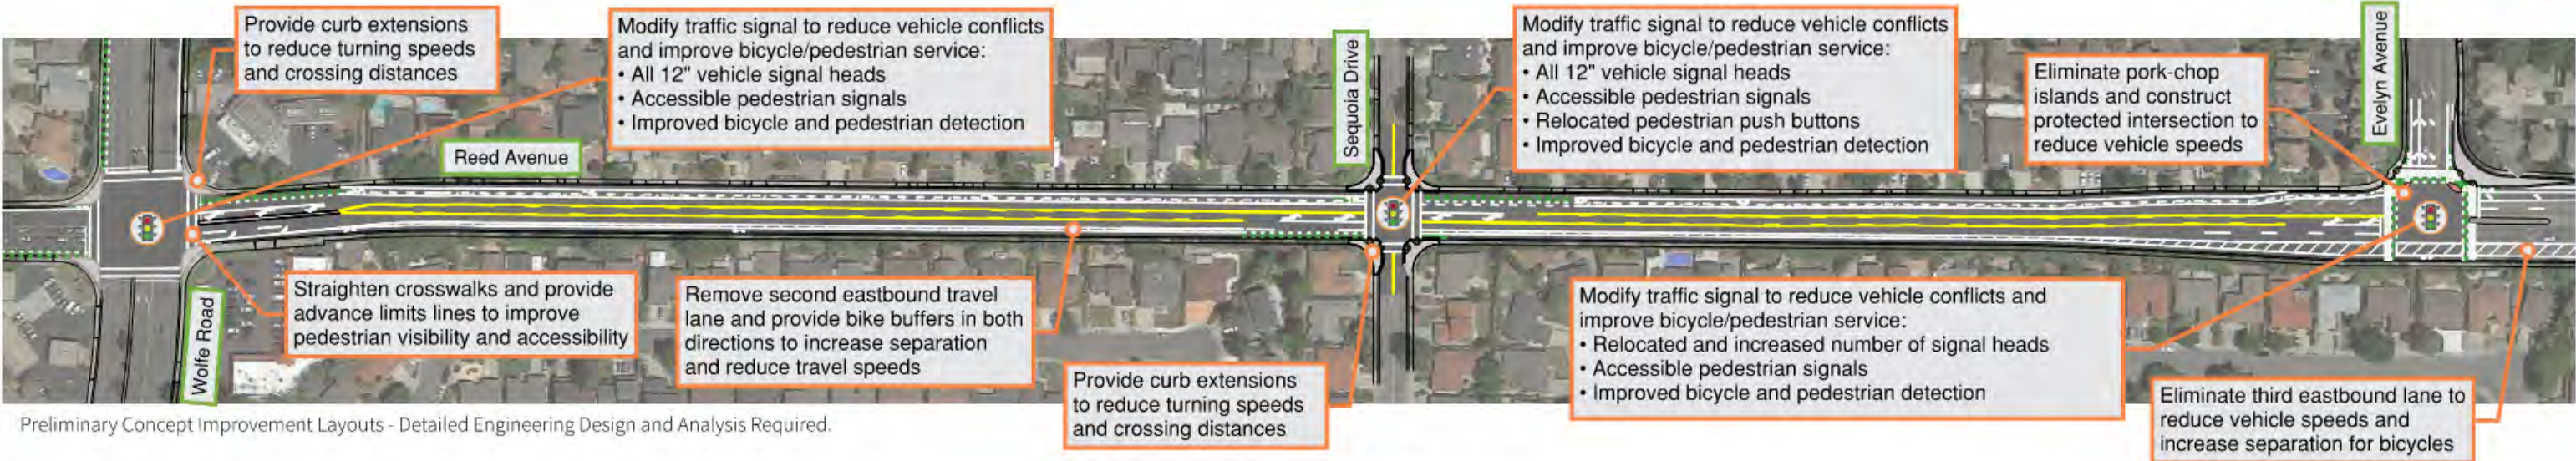 Provide curb extensions
to reduce turning speeds
and crossing distances
Modify traffic signal to reduce vehicle conflicts
and improve bicycle/pedestrian service:
• All 12" vehicle signal heads
• Accessible pedestrian signals
• Improved bicycle and pedestrian detection
Reed Avenue
Sequoia Drive
Modify traffic signal to reduce vehicle conflicts
and improve bicycle/pedestrian service:
• All 12" vehicle signal heads
• Accessible pedestrian signals
• Relocated pedestrian push buttons
• Improved bicycle and pedestrian detection
Eliminate pork-chop
islands and construct
protected intersection to
reduce vehicle speeds
Evelyn Avenue
Wolfe Road
Straighten crosswalks and provide
advance limits lines to improve
pedestrian visibility and accessibility
Remove second eastbound travel
lane and provide bike buffers in both
directions to increase separation
and reduce travel speeds
Provide curb extensions
to reduce turning speeds
and crossing distances
Modify traffic signal to reduce vehicle conflicts and
improve bicycle/pedestrian service:
• Relocated and increased number of signal heads
• Accessible pedestrian signals
• Improved bicycle and pedestrian detection
Eliminate third eastbound lane to
reduce vehicle speeds and
increase separation for bicycles
Preliminary Concept Improvement Layouts - Detailed Engineering Design and Analysis Required.